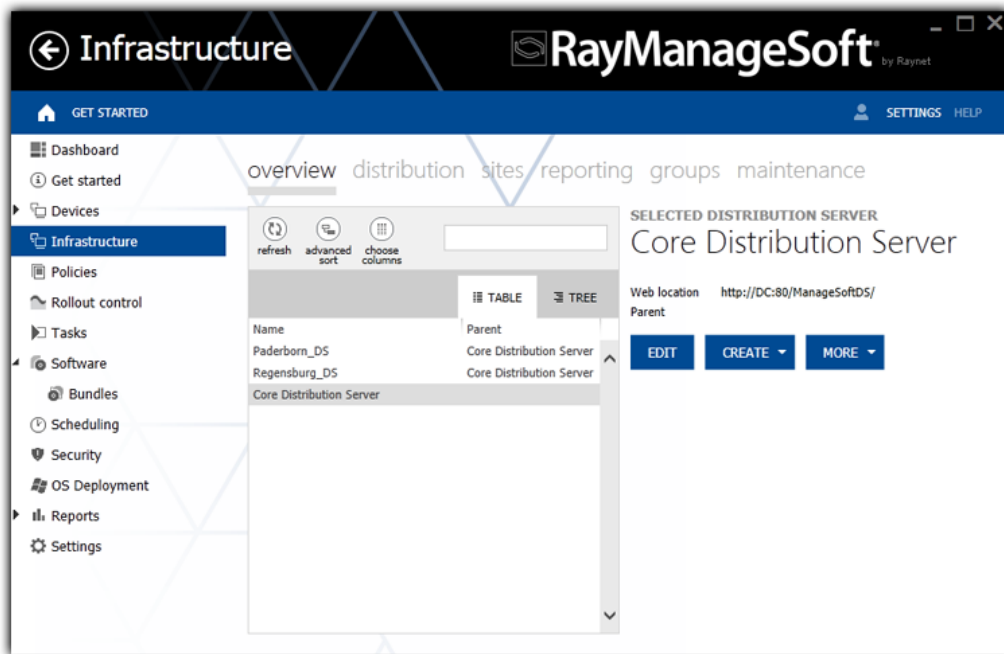 Infrastructure
RayManageSoft
by Raynet
GET STARTED
SETTINGS HELP
Dashboard
Get started
Devices
Infrastructure
Policies
Rollout control
Tasks
Software
Bundles
Scheduling
Security
OS Deployment
Reports
Settings
overview distribution sites reporting groups maintenance
refresh
advanced sort
choose columns
TABLE TREE
Name Parent
Paderborn_DS Core Distribution Server
Regensburg_DS Core Distribution Server
Core Distribution Server
SELECTED DISTRIBUTION SERVER
Core Distribution Server
Web location http://DC:80/ManageSoftDS/
Parent
EDIT CREATE MORE